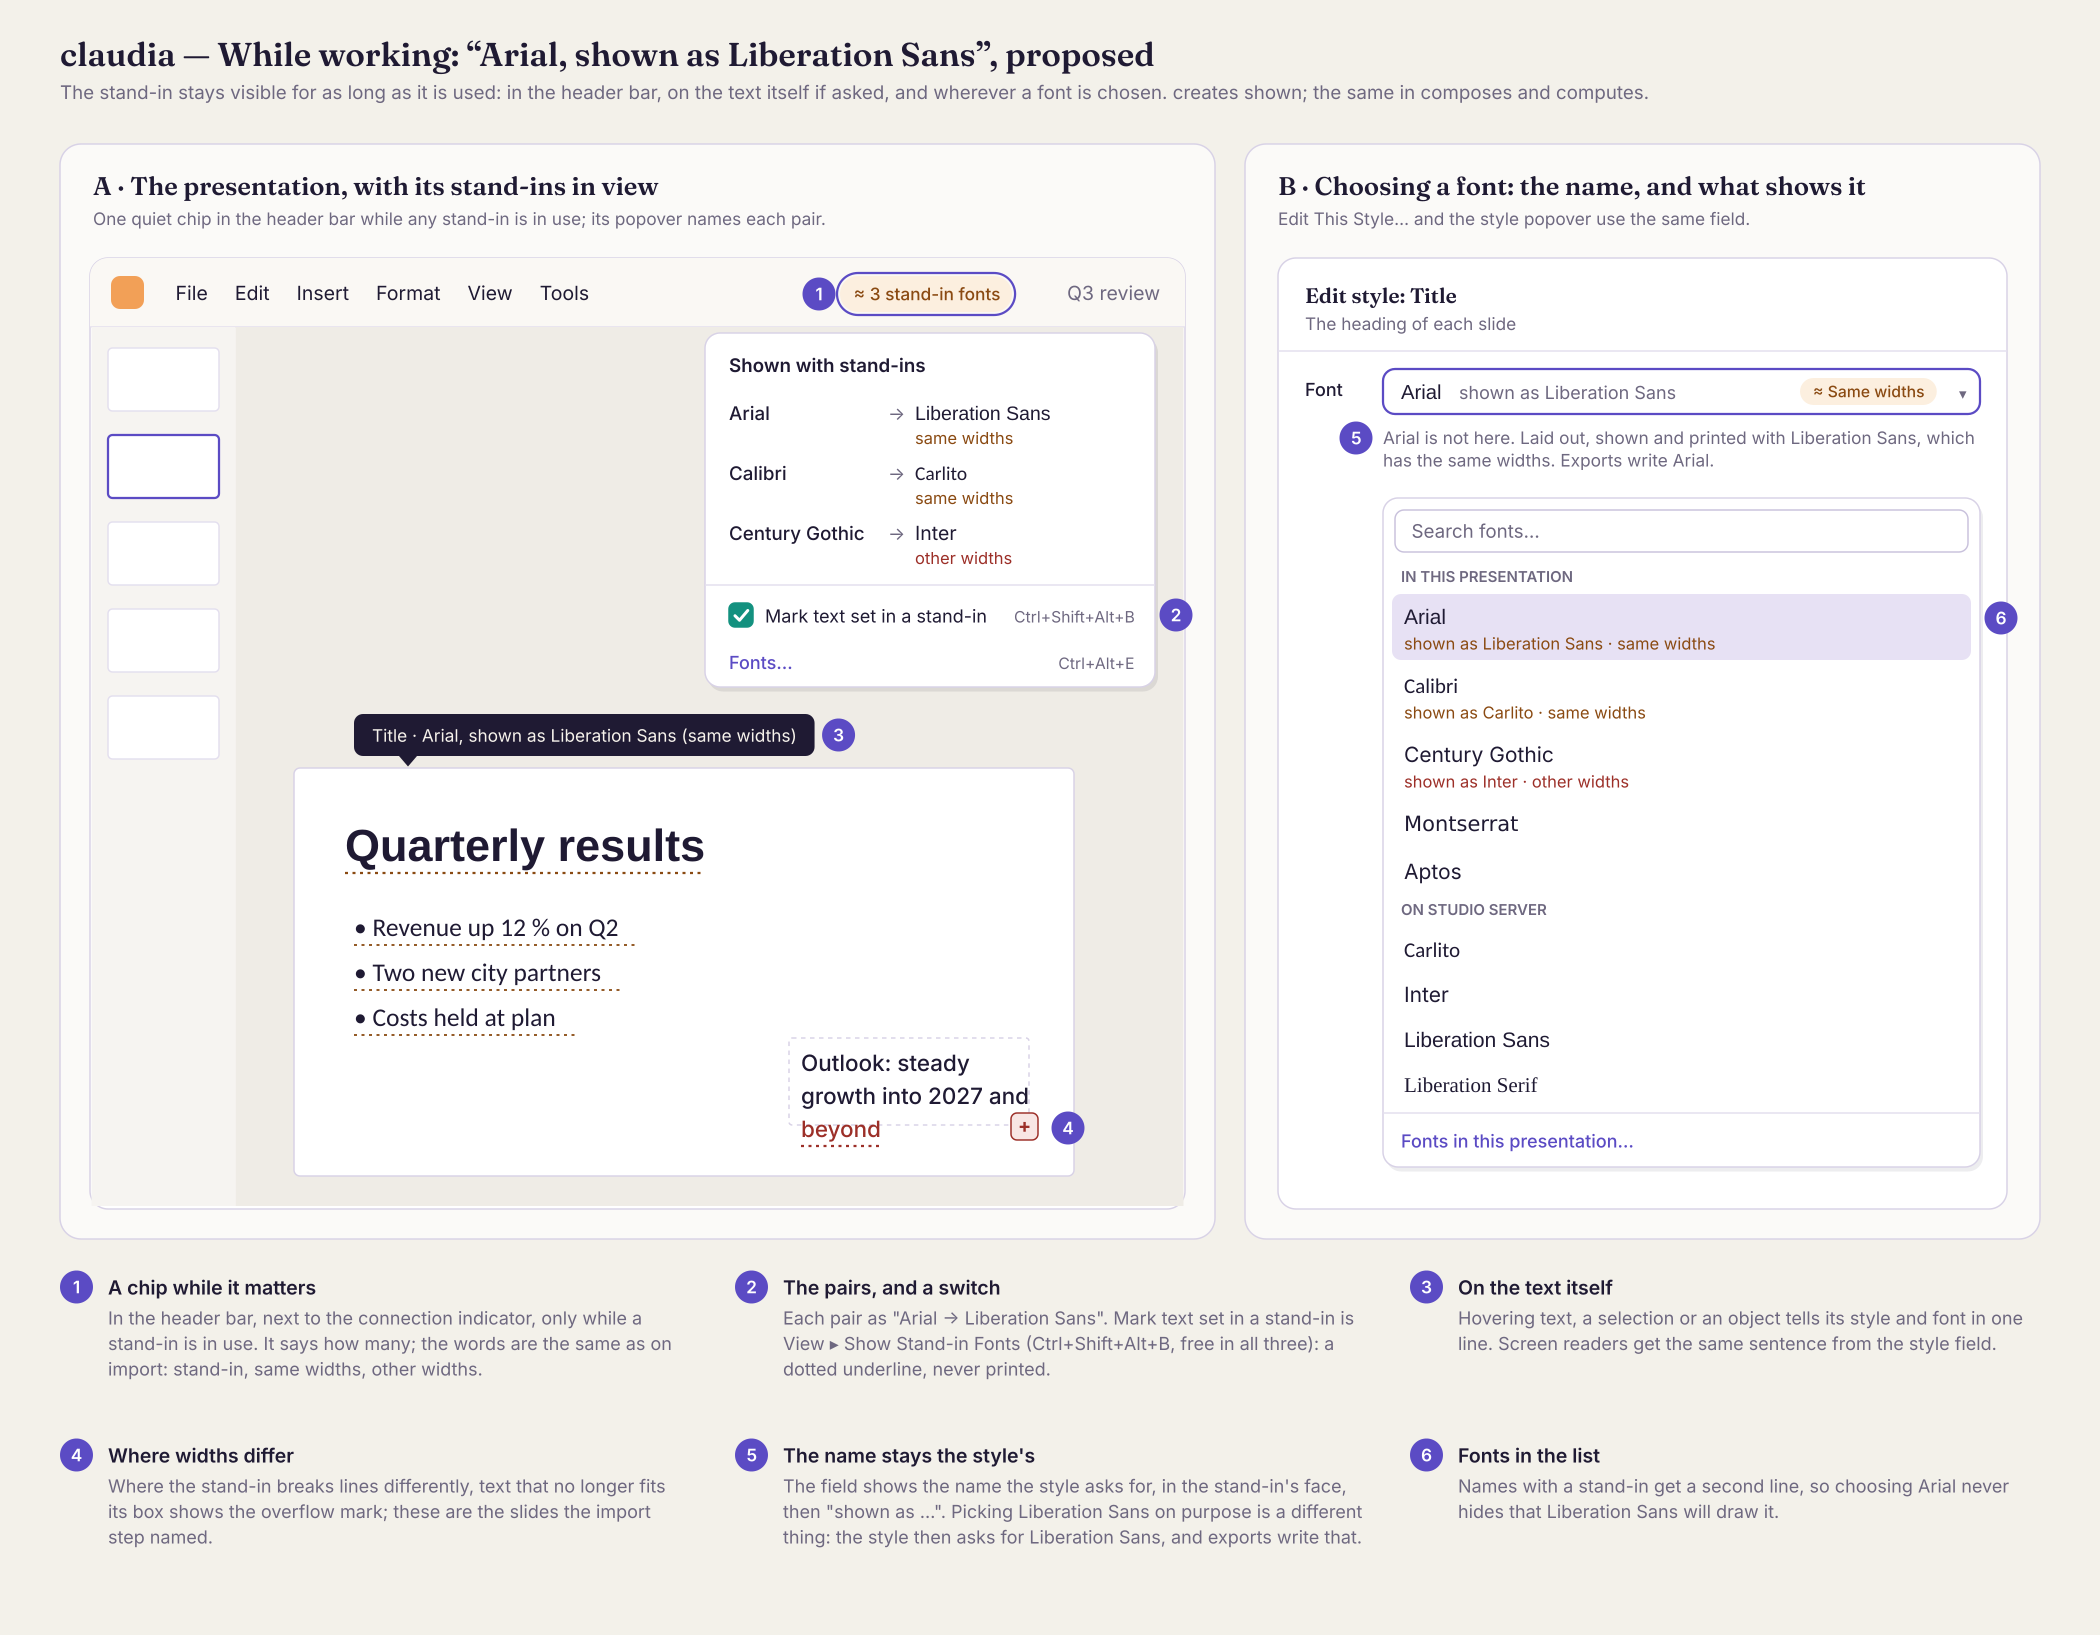 claudia — While working: “Arial, shown as Liberation Sans”, proposed
The stand-in stays visible for as long as it is used: in the header bar, on the text itself if asked, and wherever a font is chosen. creates shown; the same in composes and computes.
A · The presentation, with its stand-ins in view
One quiet chip in the header bar while any stand-in is in use; its popover names each pair.
File Edit Insert Format View Tools
1 ≈ 3 stand-in fonts
Q3 review
Shown with stand-ins
Arial → Liberation Sans
same widths
Calibri → Carlito
same widths
Century Gothic → Inter
other widths
Mark text set in a stand-in Ctrl+Shift+Alt+B 2
Fonts… Ctrl+Alt+E
Title · Arial, shown as Liberation Sans (same widths) 3
Quarterly results
• Revenue up 12 % on Q2
• Two new city partners
• Costs held at plan
Outlook: steady
growth into 2027 and
beyond
+ 4
B · Choosing a font: the name, and what shows it
Edit This Style… and the style popover use the same field.
Edit style: Title
The heading of each slide
Font Arial shown as Liberation Sans ≈ Same widths ▾
5 Arial is not here. Laid out, shown and printed with Liberation Sans, which
has the same widths. Exports write Arial.
Search fonts…
IN THIS PRESENTATION
Arial
shown as Liberation Sans · same widths
6
Calibri
shown as Carlito · same widths
Century Gothic
shown as Inter · other widths
Montserrat
Aptos
ON STUDIO SERVER
Carlito
Inter
Liberation Sans
Liberation Serif
Fonts in this presentation…
1 A chip while it matters
In the header bar, next to the connection indicator, only while a
stand-in is in use. It says how many; the words are the same as on
import: stand-in, same widths, other widths.
2 The pairs, and a switch
Each pair as "Arial → Liberation Sans". Mark text set in a stand-in is
View ▸ Show Stand-in Fonts (Ctrl+Shift+Alt+B, free in all three): a
dotted underline, never printed.
3 On the text itself
Hovering text, a selection or an object tells its style and font in one
line. Screen readers get the same sentence from the style field.
4 Where widths differ
Where the stand-in breaks lines differently, text that no longer fits
its box shows the overflow mark; these are the slides the import
step named.
5 The name stays the style's
The field shows the name the style asks for, in the stand-in's face,
then "shown as …". Picking Liberation Sans on purpose is a different
thing: the style then asks for Liberation Sans, and exports write that.
6 Fonts in the list
Names with a stand-in get a second line, so choosing Arial never
hides that Liberation Sans will draw it.